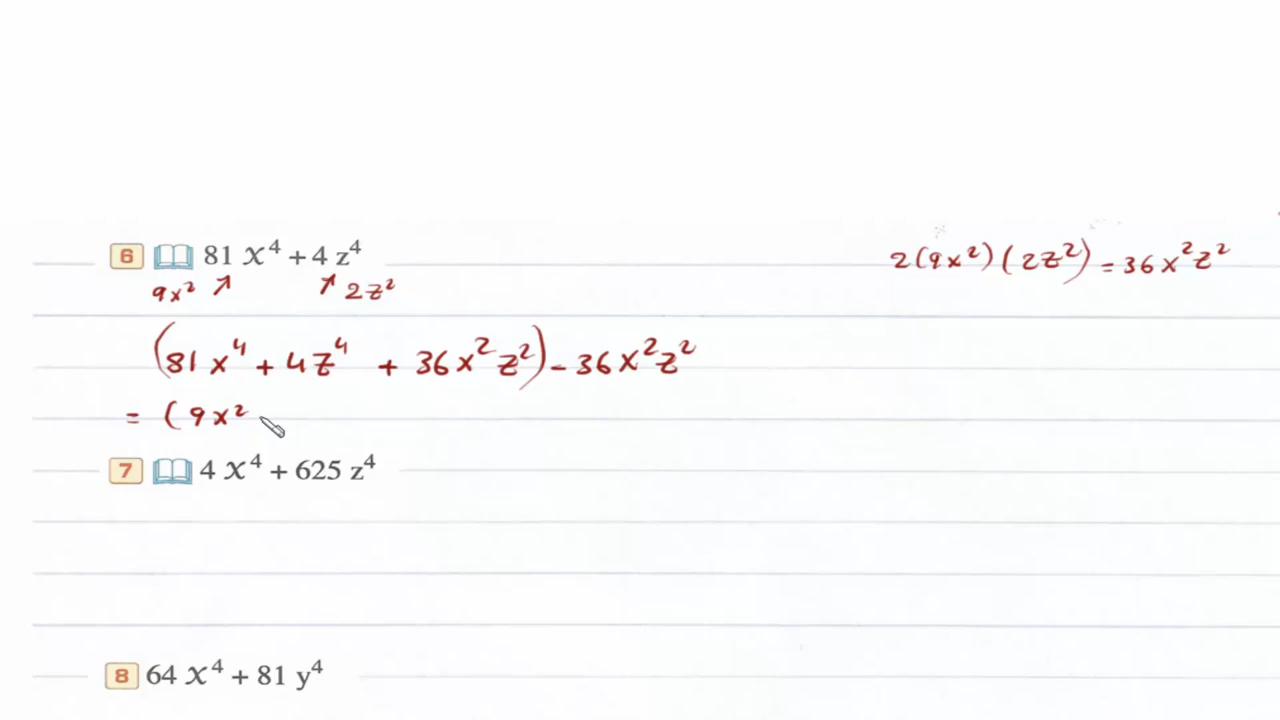 6 81 x⁴ + 4 z⁴
2(9x²)(2z²) = 36x²z²
9x² ↗ ↗ 2z²
(81x⁴ + 4z⁴ + 36x²z²) - 36x²z²
= (9x²
7 4 x⁴ + 625 z⁴
8 64 x⁴ + 81 y⁴